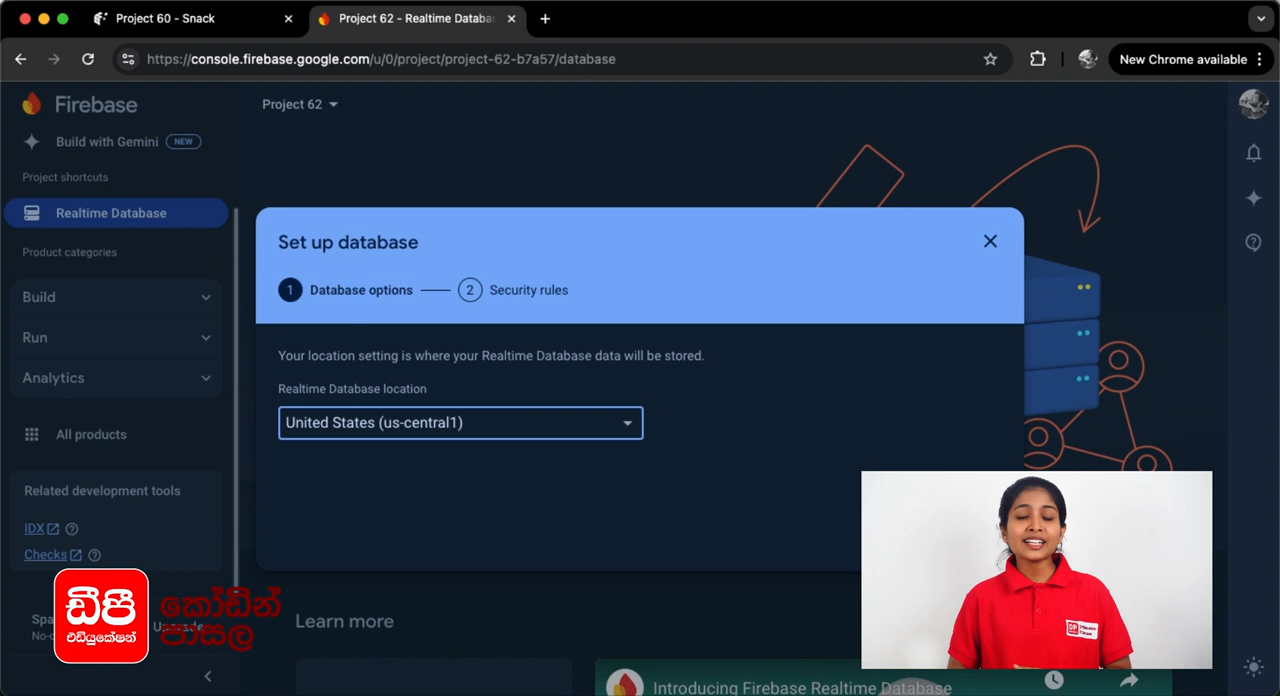 Project 60 - Snack
Project 62 - Realtime Databa
https://console.firebase.google.com/u/0/project/project-62-b7a57/database
New Chrome available
Firebase
Project 62
Build with Gemini NEW
Project shortcuts
Realtime Database
Product categories
Build
Run
Analytics
All products
Related development tools
IDX
Checks
Set up database
1 Database options
2 Security rules
Your location setting is where your Realtime Database data will be stored.
Realtime Database location
United States (us-central1)
Learn more
Introducing Firebase Realtime Database
Spa
No-c
Upgrade
ඩීපී
එඩියුකේෂන්
කෝඩින්
පාසල
DP